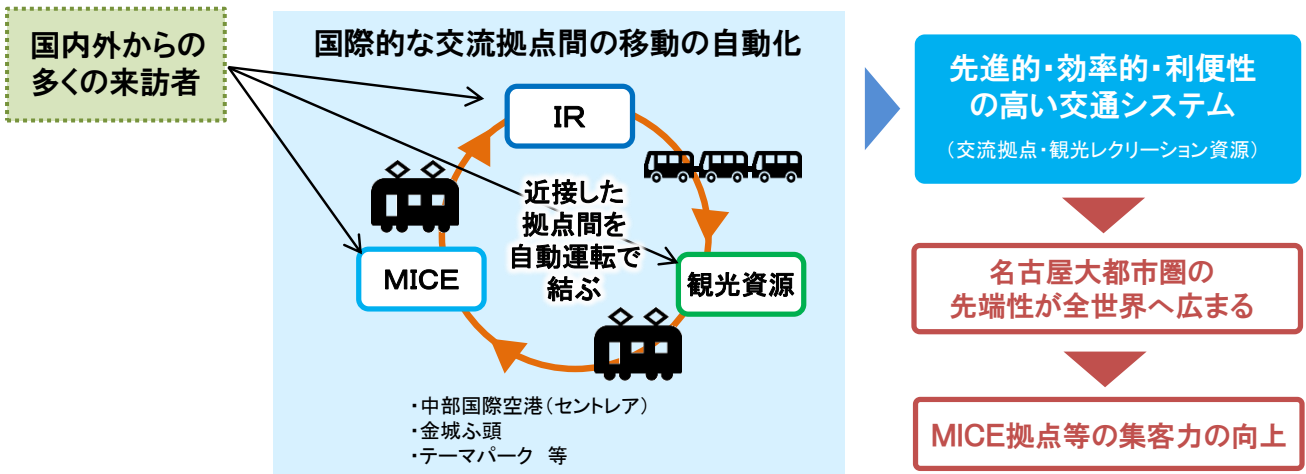 国内外からの
多くの来訪者
国際的な交流拠点間の移動の自動化
IR
近接した
拠点間を
自動運転で
結ぶ
MICE
観光資源
・中部国際空港（セントレア）
・金城ふ頭
・テーマパーク 等
先進的・効率的・利便性
の高い交通システム
（交流拠点・観光レクリーション資源）
名古屋大都市圏の
先端性が全世界へ広まる
MICE拠点等の集客力の向上